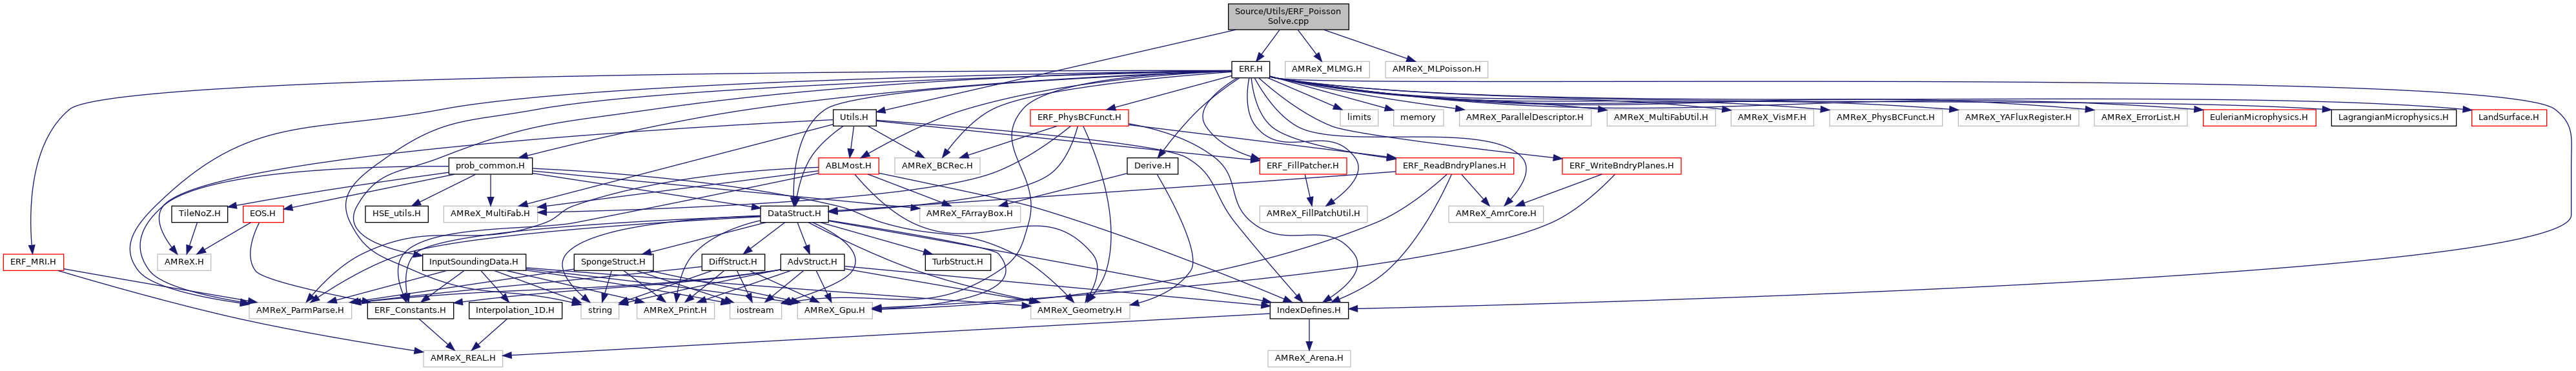 Source/Utils/ERF_Poisson
Solve.cpp
ERF.H
AMReX_MLMG.H
AMReX_MLPoisson.H
Utils.H
ERF_PhysBCFunct.H
limits
memory
AMReX_ParallelDescriptor.H
AMReX_MultiFabUtil.H
AMReX_VisMF.H
AMReX_PhysBCFunct.H
AMReX_YAFluxRegister.H
AMReX_ErrorList.H
EulerianMicrophysics.H
LagrangianMicrophysics.H
LandSurface.H
prob_common.H
ABLMost.H
AMReX_BCRec.H
Derive.H
ERF_FillPatcher.H
ERF_ReadBndryPlanes.H
ERF_WriteBndryPlanes.H
TileNoZ.H
EOS.H
HSE_utils.H
AMReX_MultiFab.H
DataStruct.H
AMReX_FArrayBox.H
AMReX_FillPatchUtil.H
AMReX_AmrCore.H
ERF_MRI.H
AMReX.H
InputSoundingData.H
SpongeStruct.H
DiffStruct.H
AdvStruct.H
TurbStruct.H
AMReX_ParmParse.H
ERF_Constants.H
Interpolation_1D.H
string
AMReX_Print.H
iostream
AMReX_Gpu.H
AMReX_Geometry.H
IndexDefines.H
AMReX_REAL.H
AMReX_Arena.H